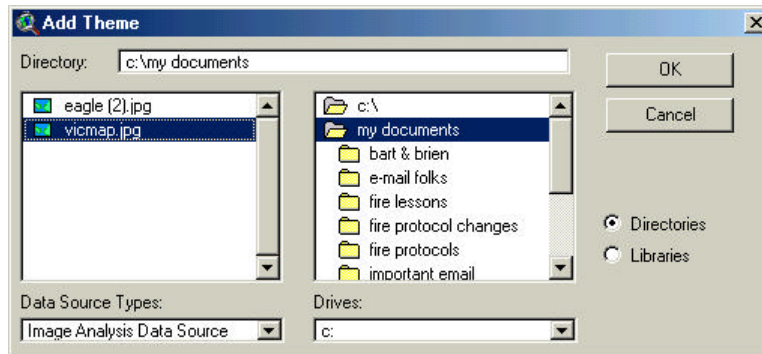 Add Theme
Directory: c:\my documents
OK
Cancel
eagle (2).jpg
vicmap.jpg
c:\
my documents
bart & brien
e-mail folks
fire lessons
fire protocol changes
fire protocols
important email
Directories
Libraries
Data Source Types:
Image Analysis Data Source
Drives:
c: